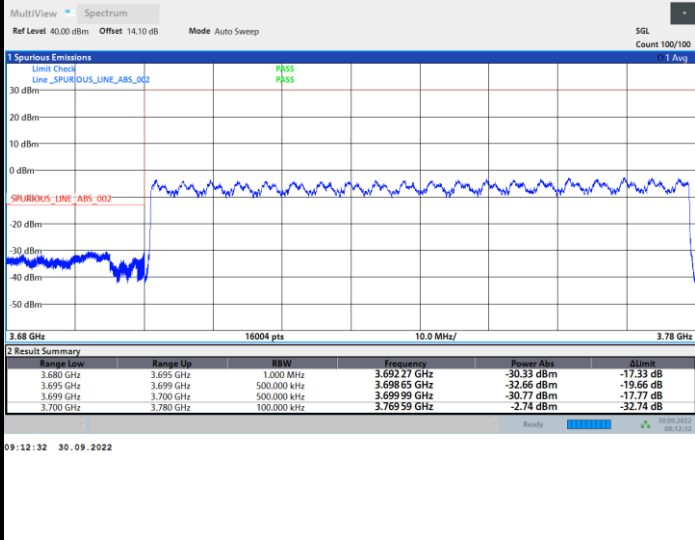 MultiView Spectrum
Ref Level 40.00 dBm Offset 14.10 dB Mode Auto Sweep SGL
Count 100/100
1 Spurious Emissions 1 Avg
Limit Check PASS
Line _SPURIOUS_LINE_ABS_002 PASS
30 dBm
20 dBm
10 dBm
0 dBm
_SPURIOUS_LINE_ABS_002
-20 dBm
-30 dBm
-40 dBm
-50 dBm
3.68 GHz 16004 pts 10.0 MHz/ 3.78 GHz
2 Result Summary
Range Low Range Up RBW Frequency Power Abs ΔLimit
3.680 GHz 3.695 GHz 1.000 MHz 3.692 27 GHz -30.33 dBm -17.33 dB
3.695 GHz 3.699 GHz 500.000 kHz 3.698 65 GHz -32.66 dBm -19.66 dB
3.699 GHz 3.700 GHz 500.000 kHz 3.699 99 GHz -30.77 dBm -17.77 dB
3.700 GHz 3.780 GHz 100.000 kHz 3.769 59 GHz -2.74 dBm -32.74 dB
Ready 30.09.2022
09:12:32
09:12:32 30.09.2022